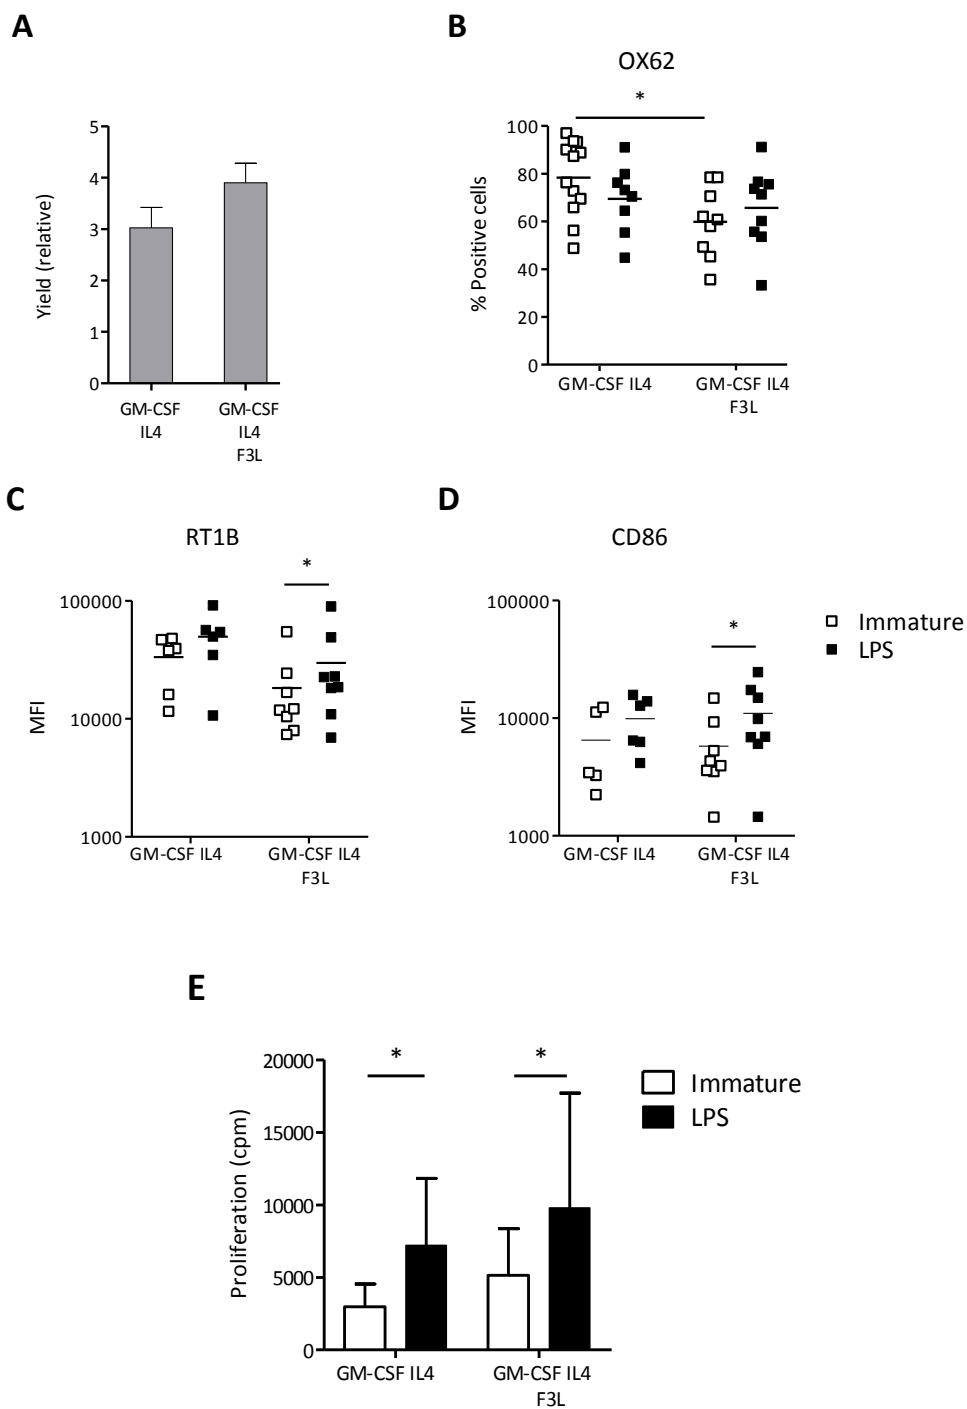 A
Yield (relative)
5
4
3
2
1
0
GM-CSF
IL4
GM-CSF
IL4
F3L
B
OX62
*
% Positive cells
100
80
60
40
20
0
GM-CSF IL4
GM-CSF IL4
F3L
C
RT1B
*
MFI
100000
10000
1000
GM-CSF IL4
GM-CSF IL4
F3L
D
CD86
*
MFI
100000
10000
1000
GM-CSF IL4
GM-CSF IL4
F3L
Immature
LPS
E
* *
Proliferation (cpm)
20000
15000
10000
5000
0
GM-CSF IL4
GM-CSF IL4
F3L
Immature
LPS